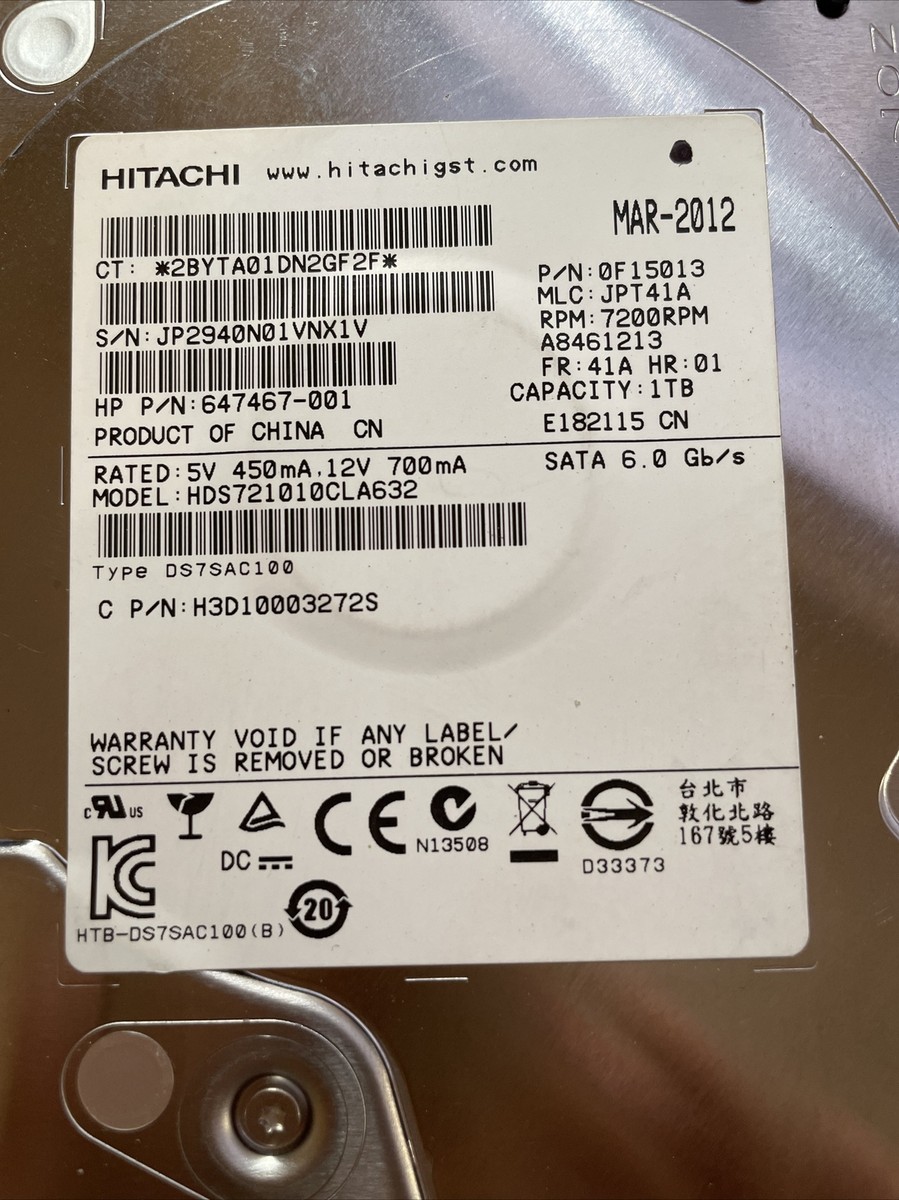 HITACHI www.hitachigst.com
MAR-2012
CT: *2BYTA01DN2GF2F*
S/N:JP2940N01VNX1V
HP P/N:647467-001
PRODUCT OF CHINA CN
P/N:0F15013
MLC:JPT41A
RPM:7200RPM
A8461213
FR:41A HR:01
CAPACITY:1TB
E182115 CN
RATED:5V 450mA,12V 700mA
SATA 6.0 Gb/s
MODEL:HDS721010CLA632
Type DS7SAC100
C P/N:H3D10003272S
WARRANTY VOID IF ANY LABEL/
SCREW IS REMOVED OR BROKEN
c RU US
CE
N13508
DC
D33373
台北市
敦化北路
167號5樓
KC
20
HTB-DS7SAC100(B)